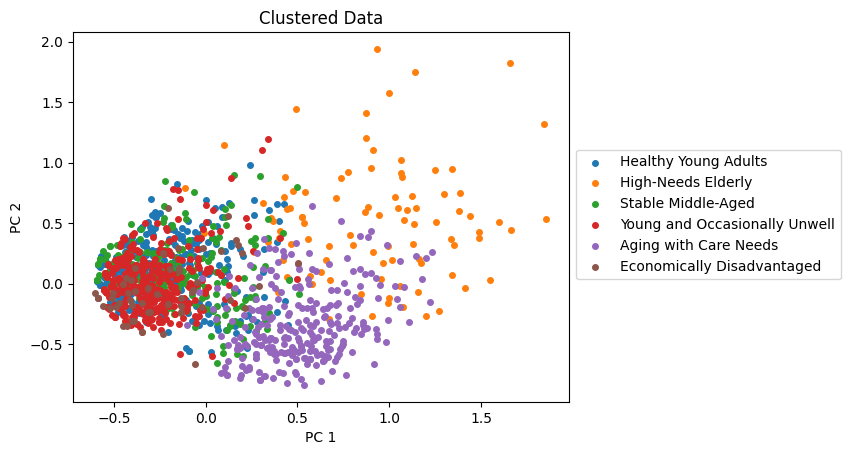 Clustered Data
2.0
1.5
1.0
0.5
0.0
−0.5
PC 2
−0.5
0.0
0.5
1.0
1.5
PC 1
Healthy Young Adults
High-Needs Elderly
Stable Middle-Aged
Young and Occasionally Unwell
Aging with Care Needs
Economically Disadvantaged